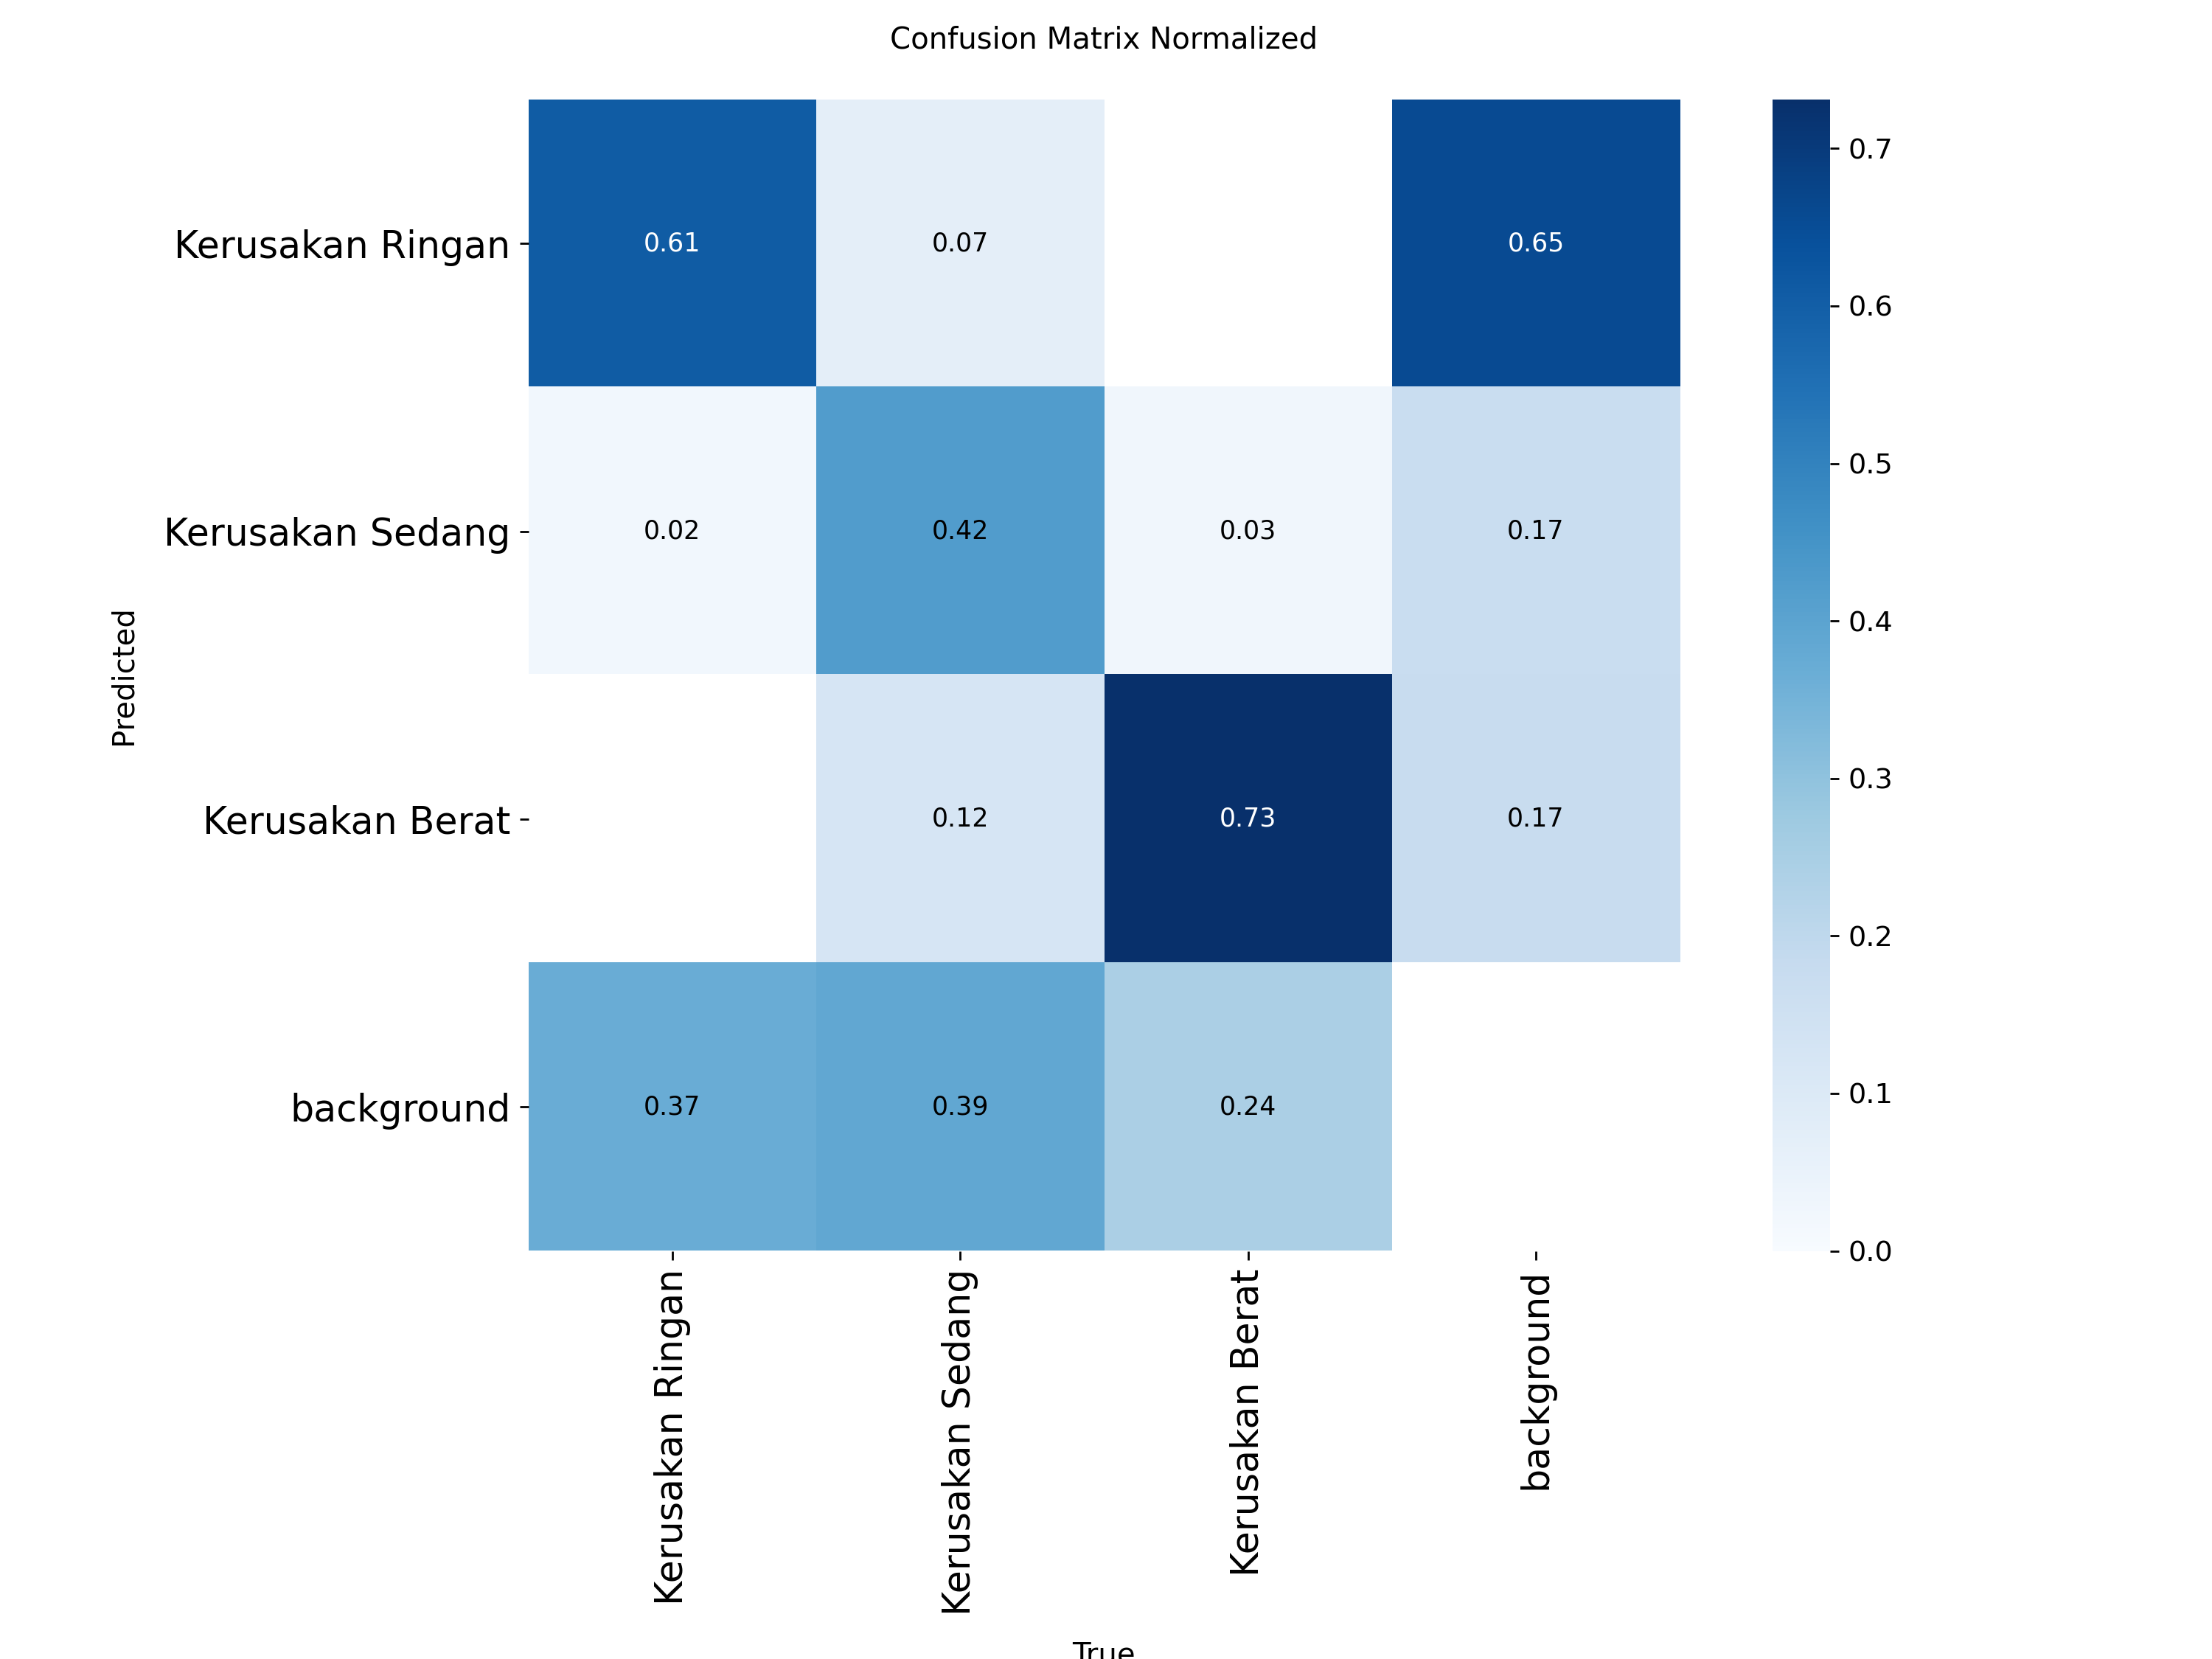 Confusion Matrix Normalized
Kerusakan Ringan
0.61
0.07
0.65
Kerusakan Sedang
0.02
0.42
0.03
0.17
Kerusakan Berat
0.12
0.73
0.17
background
0.37
0.39
0.24
Predicted
Kerusakan Ringan
Kerusakan Sedang
Kerusakan Berat
background
True
0.7
0.6
0.5
0.4
0.3
0.2
0.1
0.0